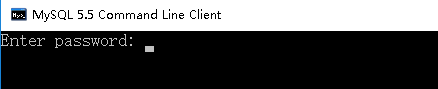 MySQL 5.5 Command Line Client
Enter password: